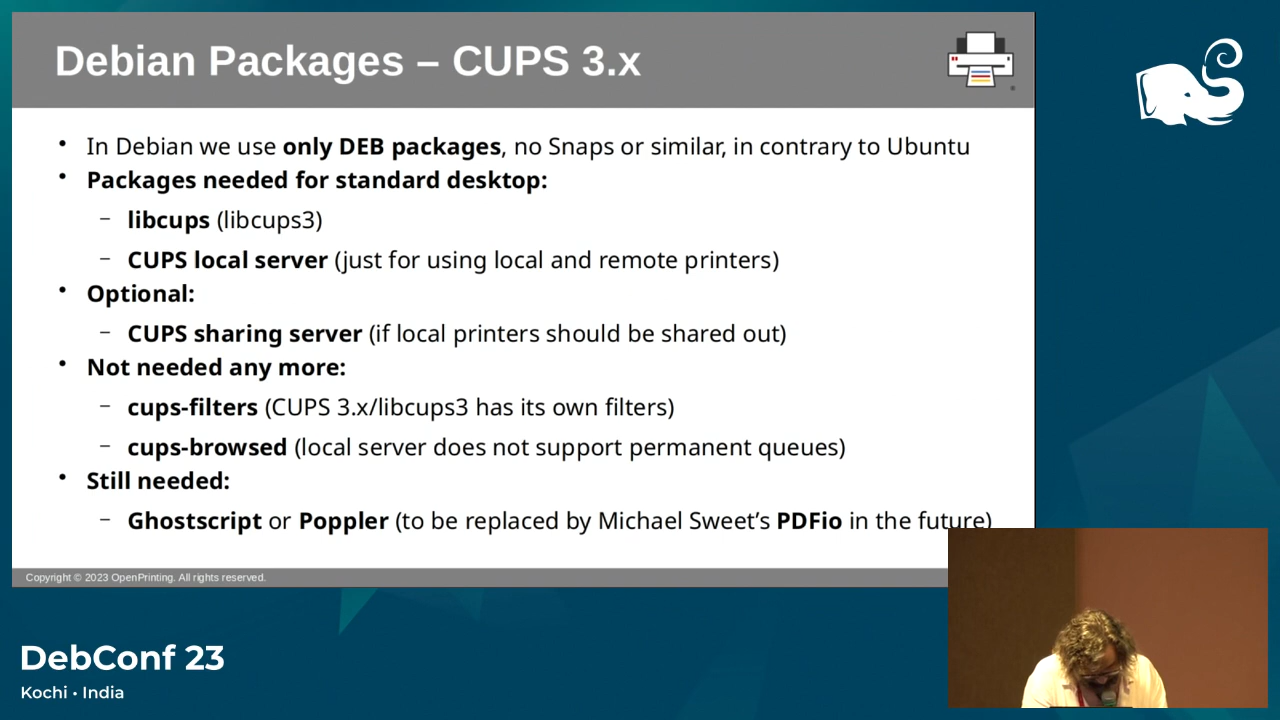 Debian Packages – CUPS 3.x
• In Debian we use only DEB packages, no Snaps or similar, in contrary to Ubuntu
• Packages needed for standard desktop:
– libcups (libcups3)
– CUPS local server (just for using local and remote printers)
• Optional:
– CUPS sharing server (if local printers should be shared out)
• Not needed any more:
– cups-filters (CUPS 3.x/libcups3 has its own filters)
– cups-browsed (local server does not support permanent queues)
• Still needed:
– Ghostscript or Poppler (to be replaced by Michael Sweet’s PDFio in the future)
Copyright © 2023 OpenPrinting. All rights reserved.
DebConf 23
Kochi • India